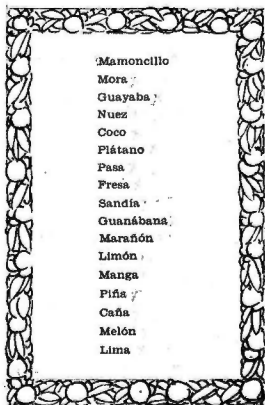 Mamoncillo
Mora
Guayaba
Nuez
Coco
Plátano
Pasa
Fresa
Sandía
Guanábana
Marañón
Limón
Manga
Piña
Caña
Melón
Lima